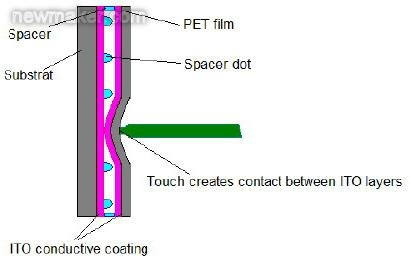 newmaker.com
Spacer
PET film
Spacer dot
Substrat
Touch creates contact between ITO layers
ITO conductive coating